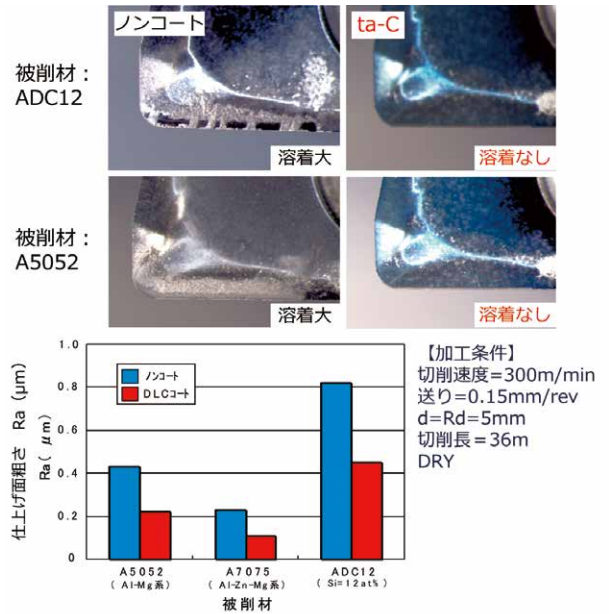 ノンコート
ta-C
被削材：
ADC12
溶着大
溶着なし
被削材：
A5052
溶着大
溶着なし
仕上げ面粗さ Ra (μm)
Ra(μm)
1.0
0.8
0.6
0.4
0.2
0
ノンコート
DLCコート
A5052
(Al-Mg系)
A7075
(Al-Zn-Mg系)
ADC12
(Si=12at%)
被削材
【加工条件】
切削速度=300m/min
送り=0.15mm/rev
d=Rd=5mm
切削長=36m
DRY